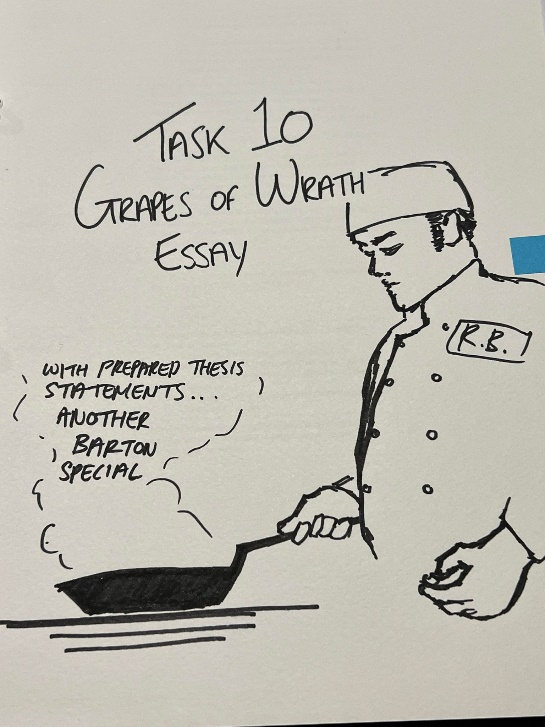 TASK 10
GRAPES OF WRATH
ESSAY
R.B.
WITH PREPARED THESIS
STATEMENTS...
ANOTHER
BARTON
SPECIAL